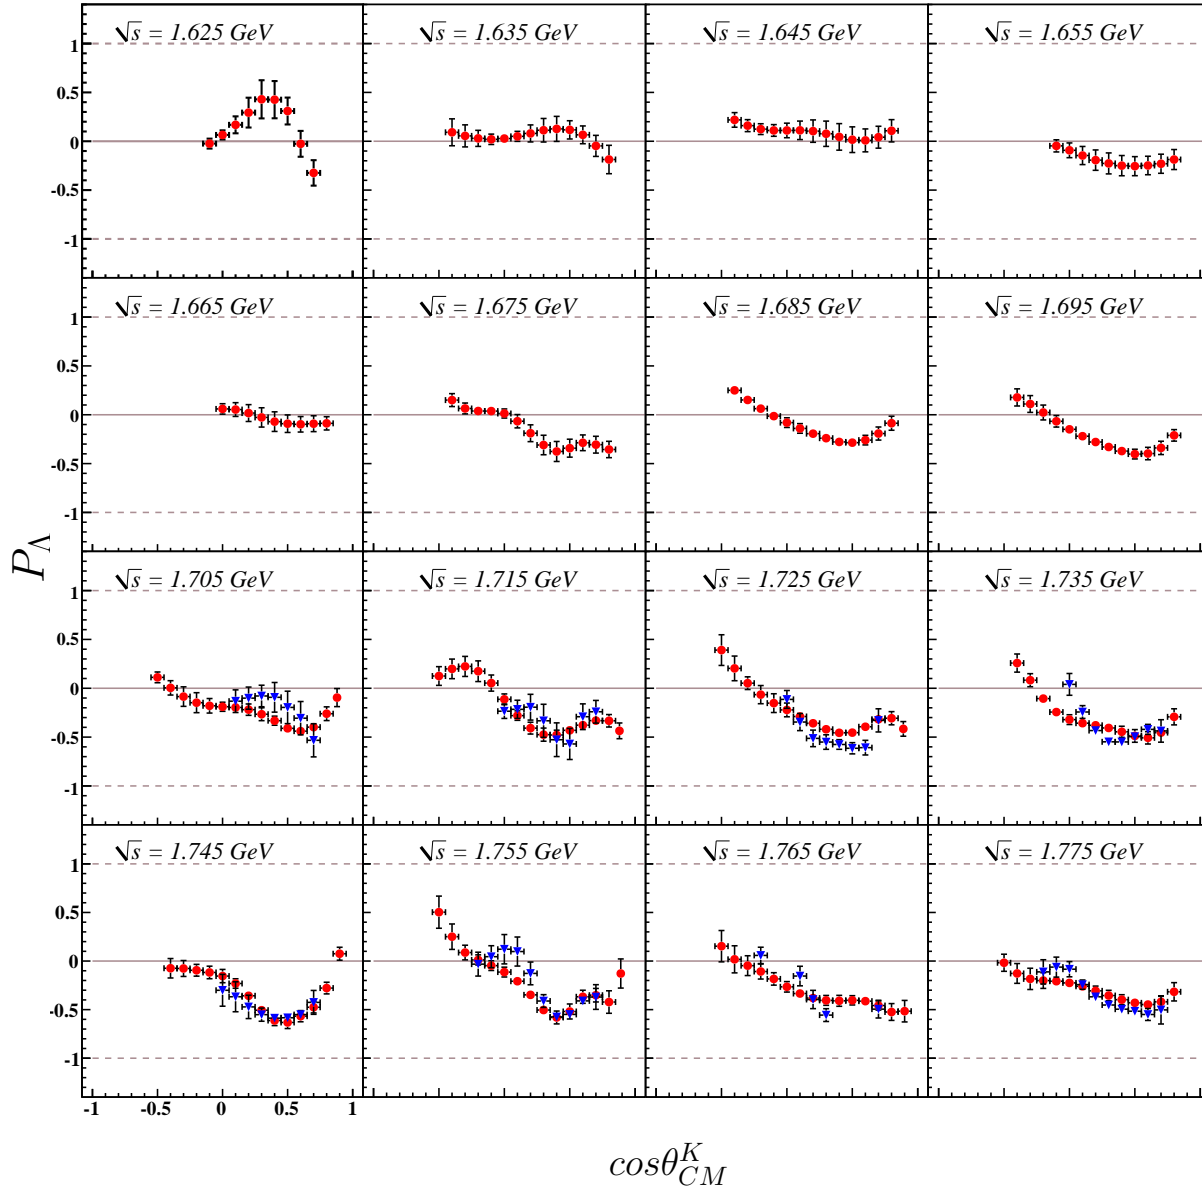 √s = 1.625 GeV √s = 1.635 GeV √s = 1.645 GeV √s = 1.655 GeV
1
0.5
0
-0.5
-1
√s = 1.665 GeV √s = 1.675 GeV √s = 1.685 GeV √s = 1.695 GeV
1
0.5
0
-0.5
-1
P_Λ
√s = 1.705 GeV √s = 1.715 GeV √s = 1.725 GeV √s = 1.735 GeV
1
0.5
0
-0.5
-1
√s = 1.745 GeV √s = 1.755 GeV √s = 1.765 GeV √s = 1.775 GeV
1
0.5
0
-0.5
-1
-1 -0.5 0 0.5 1
cosθ^K_CM